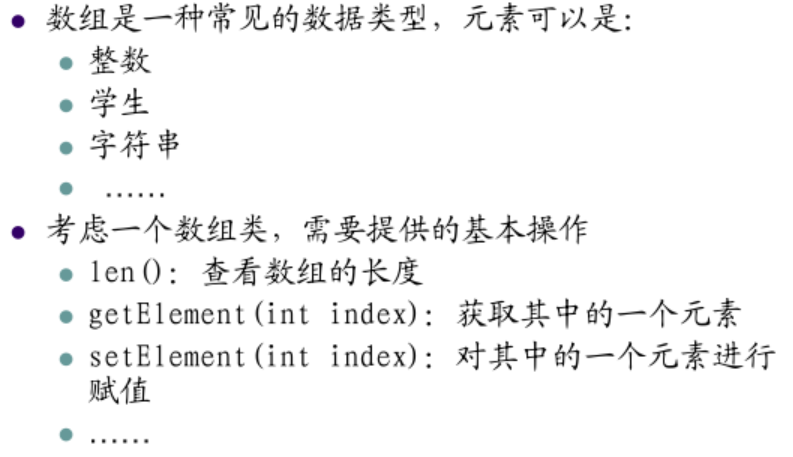 数组是一种常见的数据类型，元素可以是：
整数
学生
字符串
……
考虑一个数组类，需要提供的基本操作
len()：查看数组的长度
getElement(int index)：获取其中的一个元素
setElement(int index)：对其中的一个元素进行
赋值
……